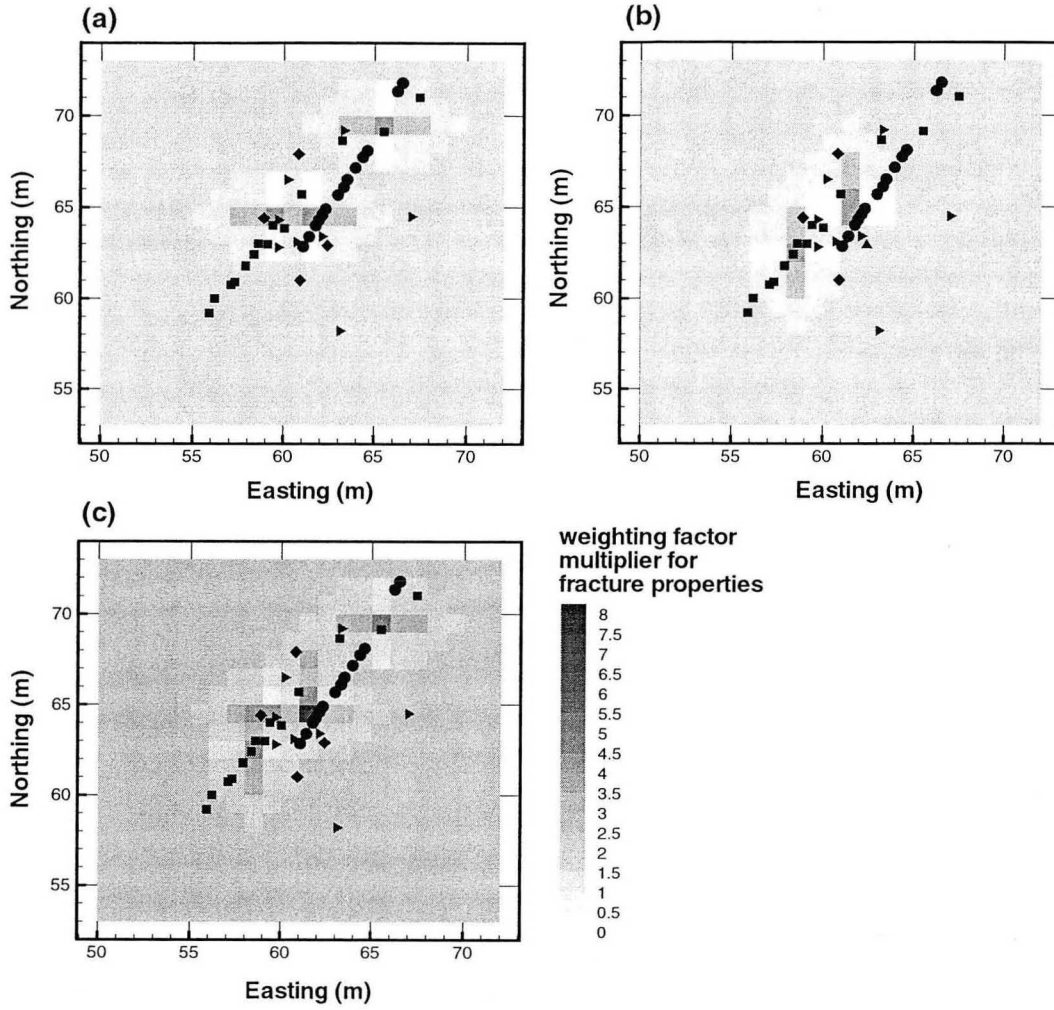 (a)
(b)
Northing (m)
70
65
60
55
50 55 60 65 70
Easting (m)
Northing (m)
70
65
60
55
50 55 60 65 70
Easting (m)
(c)
Northing (m)
70
65
60
55
50 55 60 65 70
Easting (m)
weighting factor
multiplier for
fracture properties
8
7.5
7
6.5
6
5.5
5
4.5
4
3.5
3
2.5
2
1.5
1
0.5
0